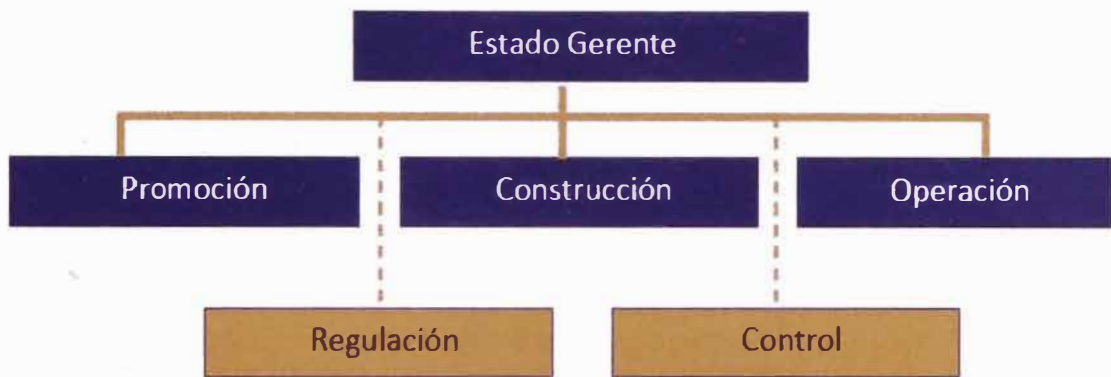 Estado Gerente
Promoción
Construcción
Operación
Regulación
Control